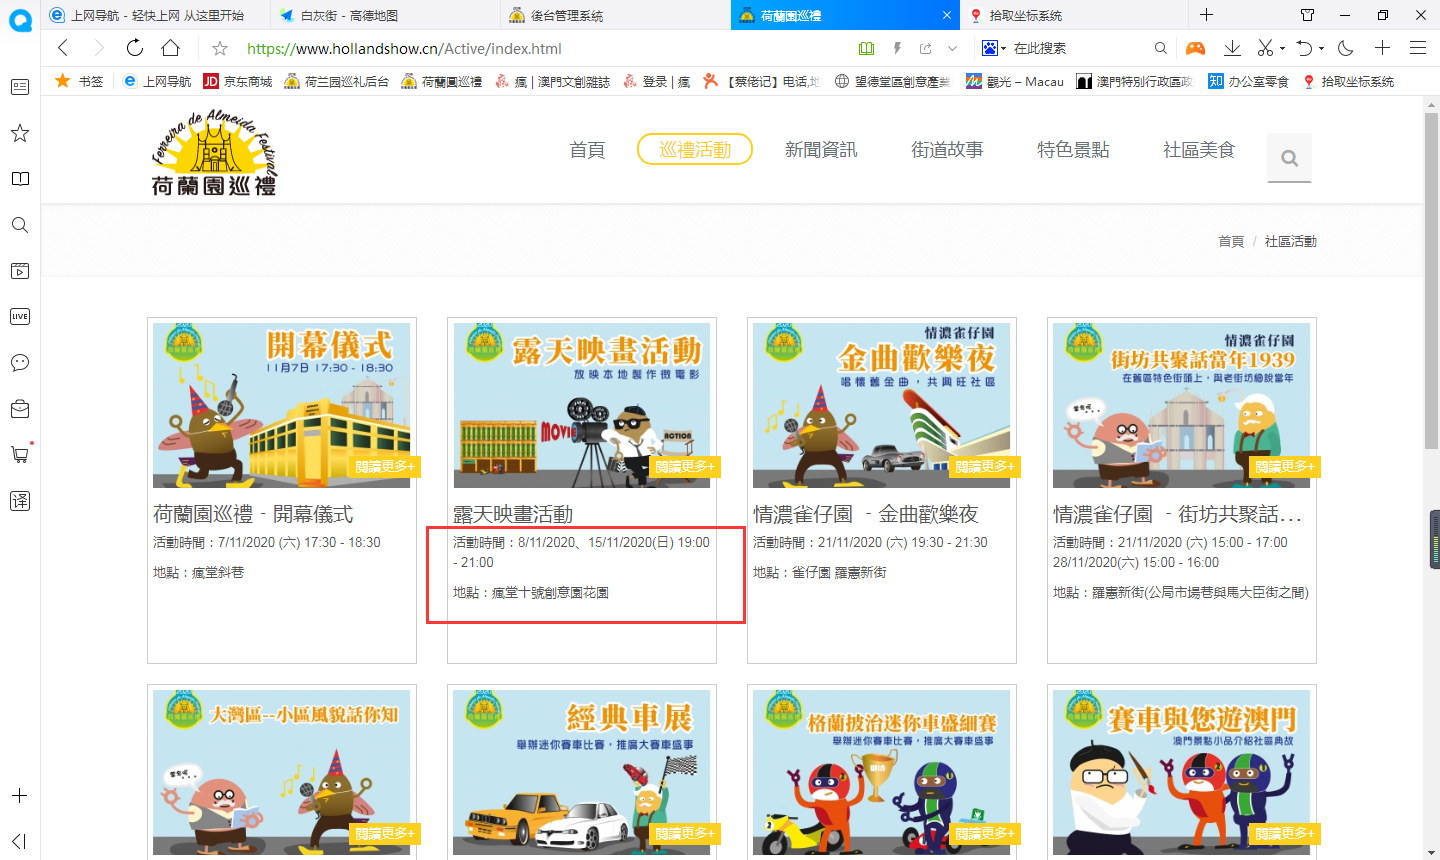 上网导航 - 轻快上网 从这里开始
白灰街 - 高德地图
後台管理系统
荷蘭園巡禮
拾取坐标系统
https://www.hollandshow.cn/Active/index.html
在此搜索
书签
上网导航
京东商城
荷兰园巡礼后台
荷蘭圓巡禮
瘋 | 澳門文創雜誌
登录 | 瘋
【蔡佬记】电话,地
望德堂區創意產業
觀光 – Macau
澳門特別行政區政
办公室零食
拾取坐标系统
LIVE
译
Ferreira de Almeida Festival
荷蘭園巡禮
首頁
巡禮活動
新聞資訊
街道故事
特色景點
社區美食
首頁 / 社區活動
開幕儀式
11月7日 17:30 - 18:30
閱讀更多+
荷蘭園巡禮 - 開幕儀式
活動時間：7/11/2020 (六) 17:30 - 18:30
地點：瘋堂斜巷
露天映畫活動
放映本地製作微電影
MOVIE
ACTION
閱讀更多+
露天映畫活動
活動時間：8/11/2020、15/11/2020(日) 19:00
- 21:00
地點：瘋堂十號創意園花園
情濃雀仔園
金曲歡樂夜
唱懷舊金曲，共興旺社區
閱讀更多+
情濃雀仔園 - 金曲歡樂夜
活動時間：21/11/2020 (六) 19:30 - 21:30
地點：雀仔園 羅憲新街
情濃雀仔園
街坊共聚話當年1939
在舊區特色街頭上，與老街坊細說當年
閱讀更多+
情濃雀仔園 - 街坊共聚話...
活動時間：21/11/2020 (六) 15:00 - 17:00
28/11/2020(六) 15:00 - 16:00
地點：羅憲新街(公局市場巷與馬大臣街之間)
大灣區--小區風貌話你知
閱讀更多+
經典車展
舉辦迷你賽車比賽，推廣大賽車盛事
閱讀更多+
格蘭披治迷你車盛細賽
舉辦迷你賽車比賽，推廣大賽車盛事
WIN
閱讀更多+
賽車與您遊澳門
澳門景點小品介紹社區典故
閱讀更多+